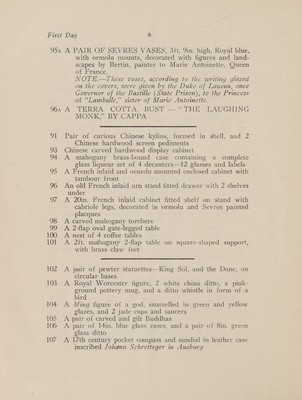 First Day 8
95A A PAIR OF SEVRES VASES, 3ft. 9in. high, Royal blue,
with ormolu mounts, decorated with figures and land-
scapes by Bertin, painter to Marie Antoinette, Queen
of France.
NOTE.—These vases, according to the writing glazed
on the covers, were given by the Duke of Lausun, once
Governor of the Bastille (State Prison), to the Princess
of "Lamballe," sister of Marie Antoinette.
96A A TERRA COTTA BUST — "THE LAUGHING
MONK," BY CAPPA
91 Pair of curious Chinese kylins, formed in shell, and 2
Chinese hardwood screen pediments
93 Chinese carved hardwood display cabinet
94 A mahogany brass-bound case containing a complete
glass liqueur set of 4 decanters—12 glasses and labels
95 A French inlaid and ormolu mounted enclosed cabinet with
tambour front
96 An old French inlaid urn stand fitted drawer with 2 shelves
under
97 A 20in. French inlaid cabinet fitted shelf on stand with
cabriole legs, decorated in ormolu and Sevres painted
placques
98 A carved mahogany torchere
99 A 2-flap oval gate-legged table
100 A nest of 4 coffee tables
101 A 2ft. mahogany 2-flap table on square-shaped support,
with brass claw feet
102 A pair of pewter statuettes—King Sol, and the Dane, on
circular bases
103 A Royal Worcester figure, 2 white china ditto, a pink-
ground pottery mug, and a ditto whistle in form of a
bird
104 A Ming figure of a god, enamelled in green and yellow
glazes, and 2 jade cups and saucers
105 A pair of carved and gilt Buddhas
106 A pair of 14in. blue glass vases, and a pair of 8in. green
glass ditto
107 A 17th century pocket compass and sundial in leather case
inscribed Johann Schretteger in Ausburg